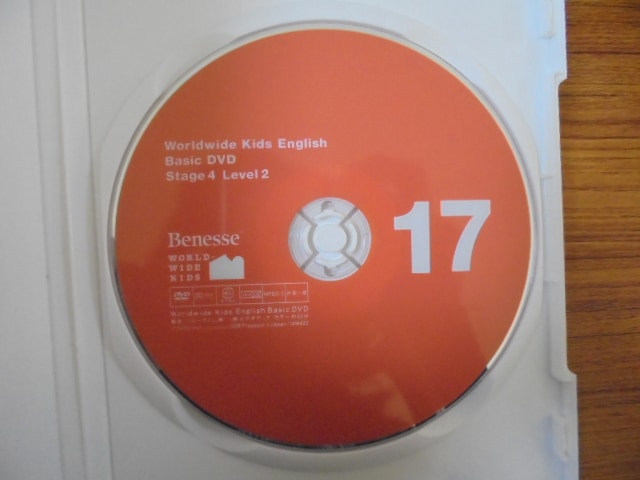 Worldwide Kids English
Basic DVD
Stage 4 Level 2
17
Benesse
WORLD-
WIDE
KIDS
DVD
Worldwide Kids English Basic DVD